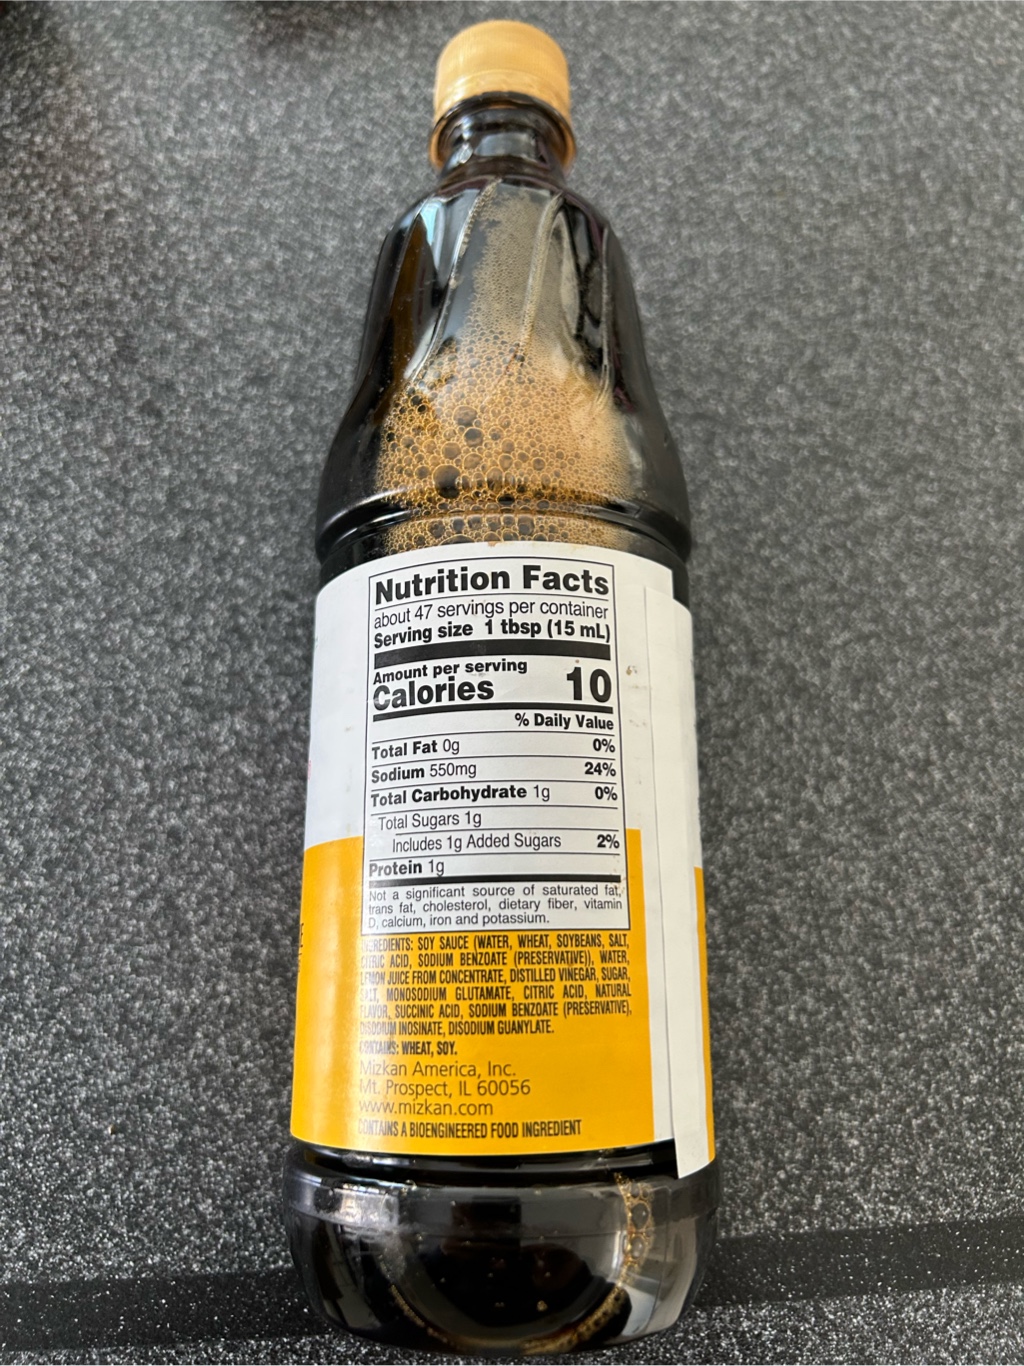 Nutrition Facts
about 47 servings per container
Serving size 1 tbsp (15 mL)
Amount per serving
Calories 10
% Daily Value
Total Fat 0g 0%
Sodium 550mg 24%
Total Carbohydrate 1g 0%
Total Sugars 1g
Includes 1g Added Sugars 2%
Protein 1g
Not a significant source of saturated fat,
trans fat, cholesterol, dietary fiber, vitamin
D, calcium, iron and potassium.
INGREDIENTS: SOY SAUCE (WATER, WHEAT, SOYBEANS, SALT,
CITRIC ACID, SODIUM BENZOATE (PRESERVATIVE)), WATER,
LEMON JUICE FROM CONCENTRATE, DISTILLED VINEGAR, SUGAR,
SALT, MONOSODIUM GLUTAMATE, CITRIC ACID, NATURAL
FLAVOR, SUCCINIC ACID, SODIUM BENZOATE (PRESERVATIVE),
DISODIUM INOSINATE, DISODIUM GUANYLATE.
CONTAINS: WHEAT, SOY.
Mizkan America, Inc.
Mt. Prospect, IL 60056
www.mizkan.com
CONTAINS A BIOENGINEERED FOOD INGREDIENT